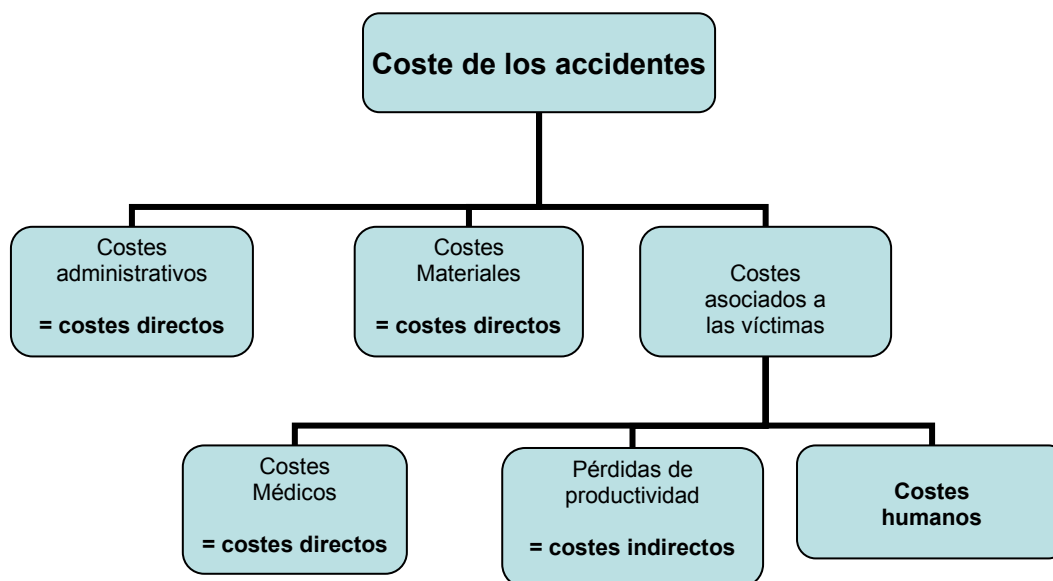 Coste de los accidentes
Costes
administrativos
= costes directos
Costes
Materiales
= costes directos
Costes
asociados a
las víctimas
Costes
Médicos
= costes directos
Pérdidas de
productividad
= costes indirectos
Costes
humanos